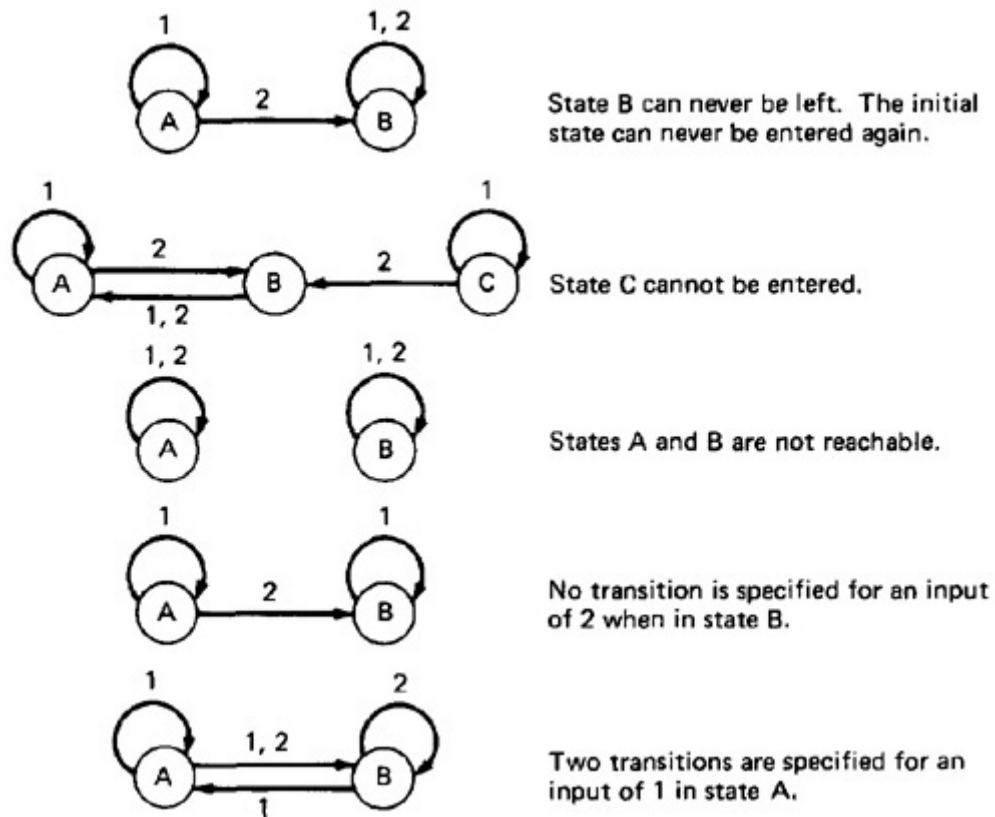 1
1, 2
A
2
B
State B can never be left. The initial
state can never be entered again.
1
1
A
2
B
2
C
1, 2
State C cannot be entered.
1, 2
1, 2
A
B
States A and B are not reachable.
1
1
A
2
B
No transition is specified for an input
of 2 when in state B.
1
2
A
1, 2
B
1
Two transitions are specified for an
input of 1 in state A.